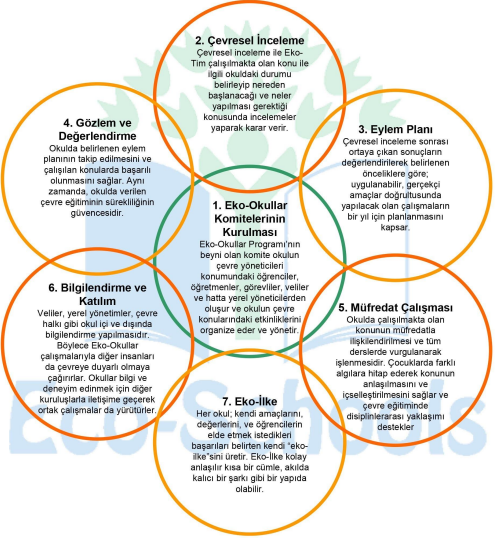 2. Çevresel İnceleme
Çevresel inceleme ile Eko-
Tim çalışılmakta olan konu ile
ilgili okuldaki durumu
belirleyip nereden
başlanacağı ve neler
yapılması gerektiği
konusunda incelemeler
yaparak karar verir.
4. Gözlem ve
Değerlendirme
Okulda belirlenen eylem
planının takip edilmesini ve
çalışılan konularda başarılı
olunmasını sağlar. Aynı
zamanda, okulda verilen
çevre eğitiminin sürekliliğinin
güvencesidir.
3. Eylem Planı
Çevresel inceleme sonrası
ortaya çıkan sonuçların
değerlendirilerek belirlenen
önceliklere göre;
uygulanabilir, gerçekçi
amaçlar doğrultusunda
yapılacak olan çalışmaların
bir yıl için planlanmasını
kapsar.
1. Eko-Okullar
Komitelerinin
Kurulması
Eko-Okullar Programı'nın
beyni olan komite okulun
çevre yöneticileri
konumundaki öğrenciler,
öğretmenler, görevliler, veliler
ve hatta yerel yöneticilerden
oluşur ve okulun çevre
konularındaki etkinliklerini
organize eder ve yönetir.
6. Bilgilendirme ve
Katılım
Veliler, yerel yönetimler, çevre
halkı gibi okul içi ve dışında
bilgilendirme yapılmasıdır.
Böylece Eko-Okullar
çalışmalarıyla diğer insanları
da çevreye duyarlı olmaya
çağırırlar. Okullar bilgi ve
deneyim edinmek için diğer
kuruluşlarla iletişime geçerek
ortak çalışmalar da yürütürler.
5. Müfredat Çalışması
Okulda çalışılmakta olan
konunun müfredatla
ilişkilendirilmesi ve tüm
derslerde vurgulanarak
işlenmesidir. Çocuklarda farklı
algılara hitap ederek konunun
anlaşılmasını ve
içselleştirilmesini sağlar ve
çevre eğitiminde
disiplinlerarası yaklaşımı
destekler
7. Eko-İlke
Her okul; kendi amaçlarını,
değerlerini, ve öğrencilerin
elde etmek istedikleri
başarıları belirten kendi “eko-
ilke”sini üretir. Eko-İlke kolay
anlaşılır kısa bir cümle, akılda
kalıcı bir şarkı gibi bir yapıda
olabilir.
Eco-Schools